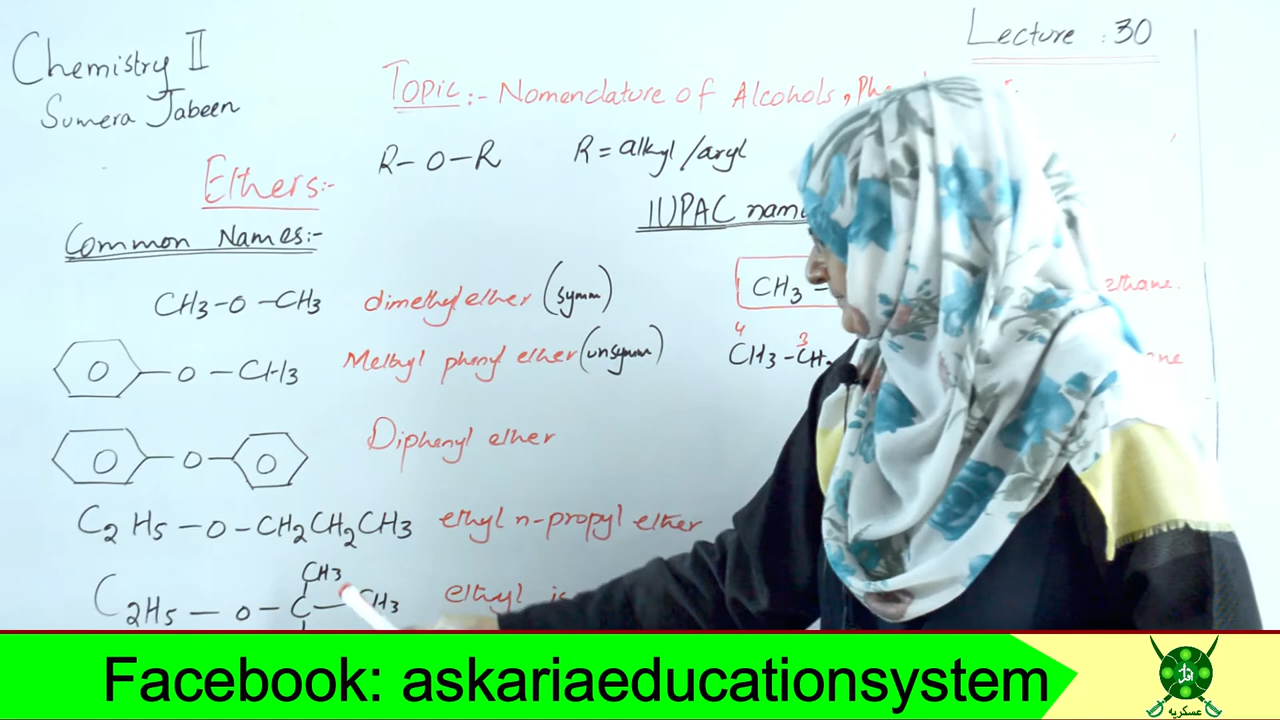 Lecture : 30
Chemistry II
Sumera Jabeen
Topic:- Nomenclature of Alcohols,
R-O-R R = alkyl/aryl
Ethers:-
IUPAC
Common Names:-
CH3-O-CH3 dimethyl ether (symm)
CH3
O-CH3 Methyl phenyl ether (unsymm)
4 3
CH3-CH
O Diphenyl ether
C2H5-O-CH2CH2CH3 ethyl n-propyl ether
CH3
C2H5-O-C-CH3 ethyl
Facebook: askariaeducationsystem
عسکریه